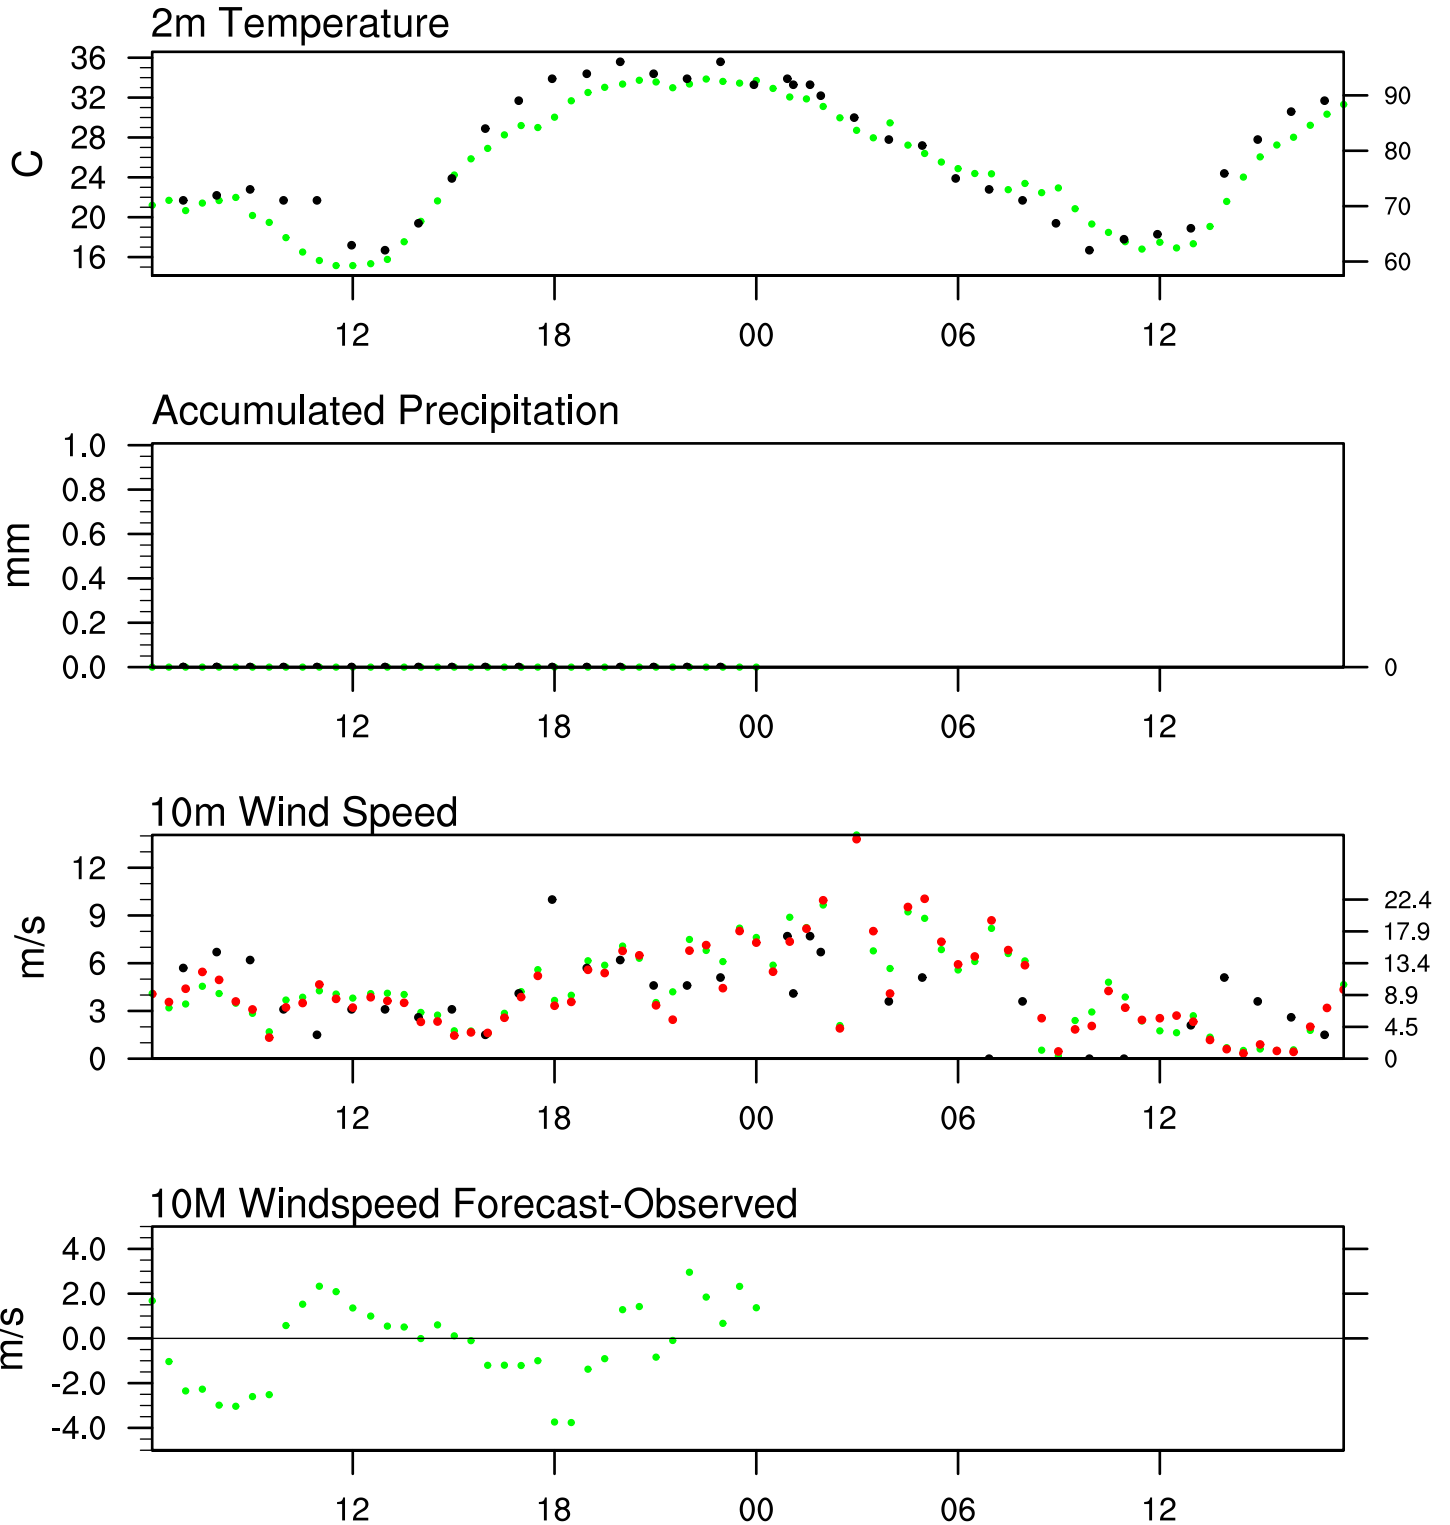 2m Temperature
C
36
32
28
24
20
16
90
80
70
60
12 18 00 06 12
Accumulated Precipitation
mm
1.0
0.8
0.6
0.4
0.2
0.0
0
12 18 00 06 12
10m Wind Speed
m/s
12
9
6
3
0
22.4
17.9
13.4
8.9
4.5
0
12 18 00 06 12
10M Windspeed Forecast-Observed
m/s
4.0
2.0
0.0
-2.0
-4.0
12 18 00 06 12